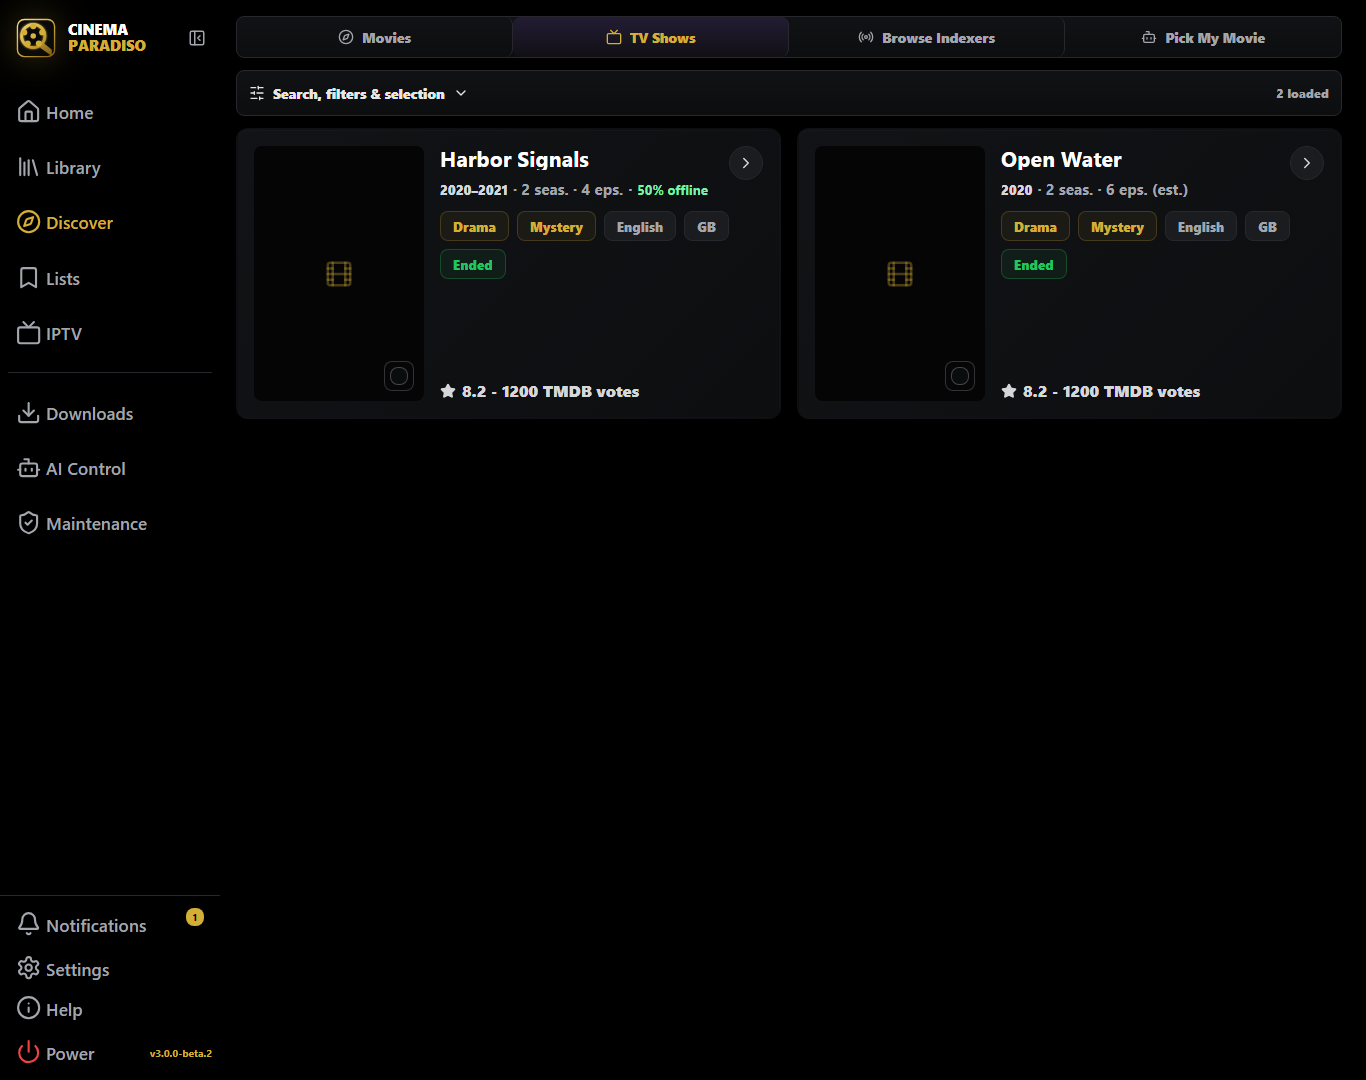 CINEMA
PARADISO
Home
Library
Discover
Lists
IPTV
Downloads
AI Control
Maintenance
Notifications
1
Settings
Help
Power
v3.0.0-beta.2
Movies
TV Shows
Browse Indexers
Pick My Movie
Search, filters & selection
2 loaded
Harbor Signals
2020–2021 · 2 seas. · 4 eps. · 50% offline
Drama
Mystery
English
GB
Ended
8.2 - 1200 TMDB votes
Open Water
2020 · 2 seas. · 6 eps. (est.)
Drama
Mystery
English
GB
Ended
8.2 - 1200 TMDB votes